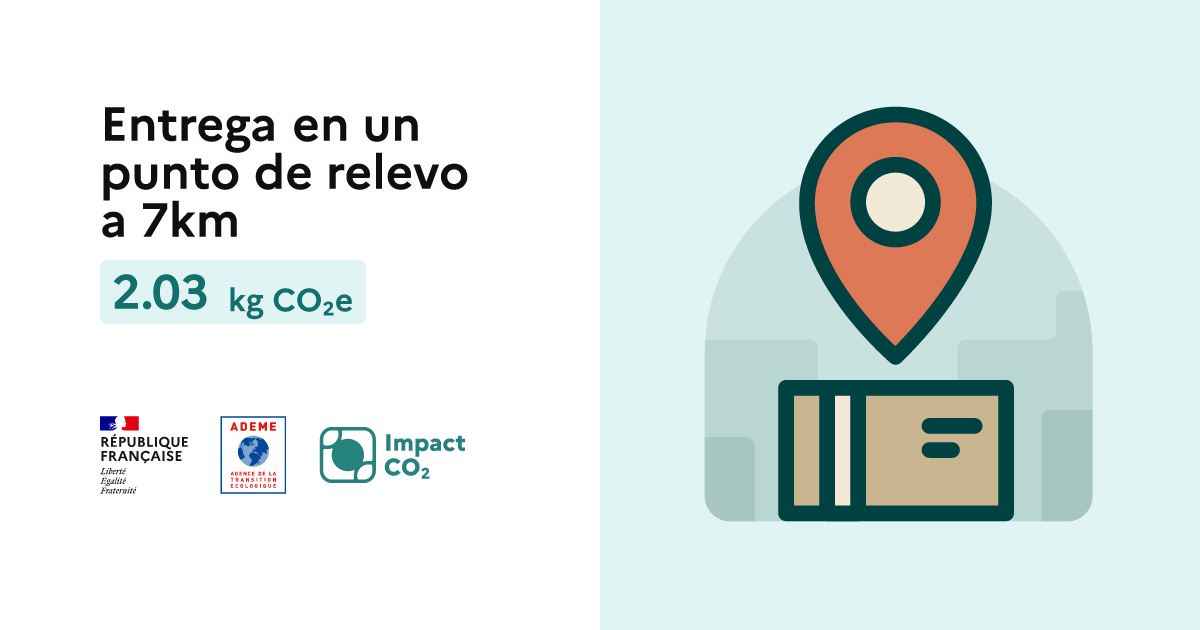 Entrega en un
punto de relevo
a 7km
2.03 kg CO₂e
RÉPUBLIQUE
FRANÇAISE
Liberté
Égalité
Fraternité
ADEME
AGENCE DE LA
TRANSITION
ÉCOLOGIQUE
Impact
CO₂